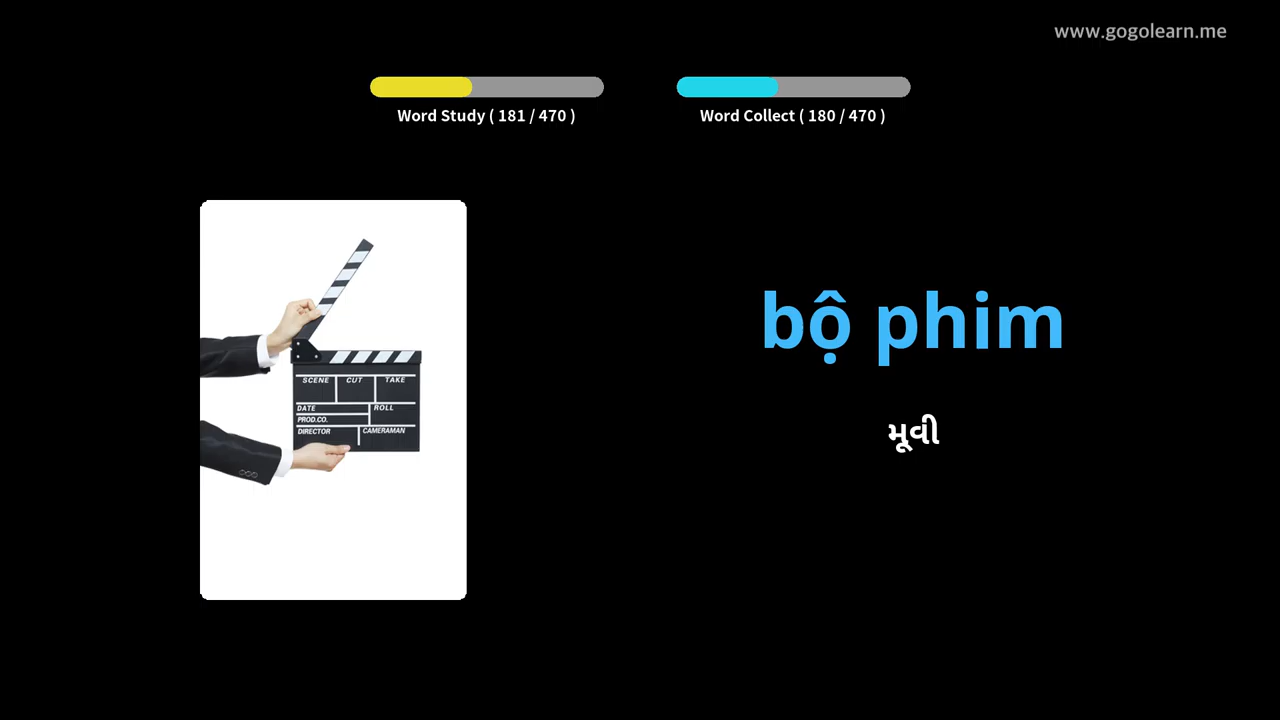 www.gogolearn.me
Word Study ( 181 / 470 )
Word Collect ( 180 / 470 )
bộ phim
મૂવી
SCENE CUT TAKE
DATE ROLL
PROD.CO.
DIRECTOR CAMERAMAN